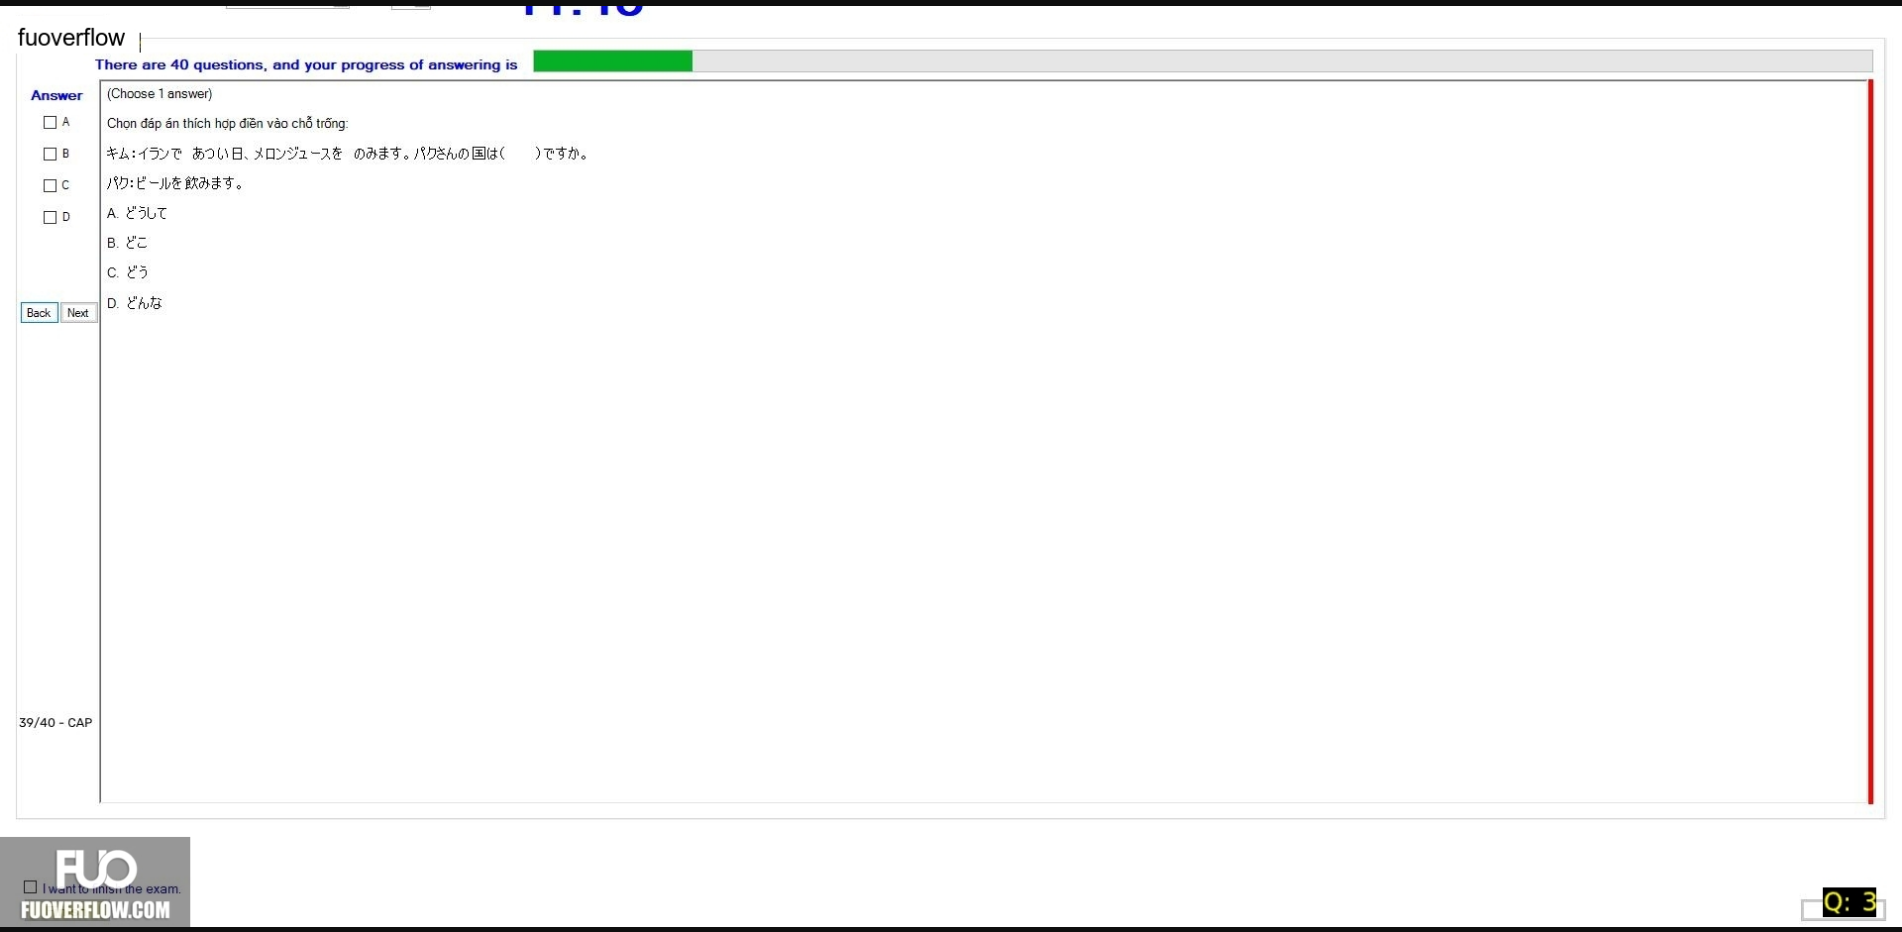 fuoverflow
There are 40 questions, and your progress of answering is
Answer
(Choose 1 answer)
A
Chọn đáp án thích hợp điền vào chỗ trống:
B
キム:イランで あつい日、メロンジュースを のみます。パクさんの国は( )ですか。
C
パク:ビールを飲みます。
D
A. どうして
B. どこ
C. どう
D. どんな
Back Next
39/40 - CAP
FUO
I want to finish the exam.
FUOVERFLOW.COM
Q: 3